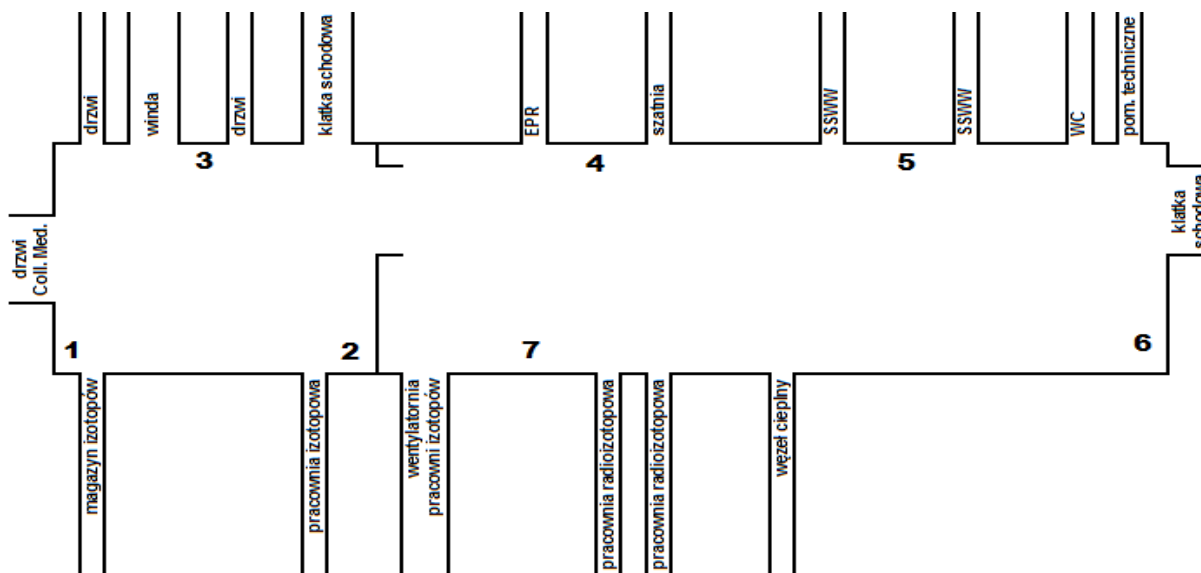 drzwi
winda
drzwi
klatka schodowa
EPR
szatnia
SSWW
SSWW
WC
pom. techniczne
3
4
5
drzwi
Coll. Med.
klatka
schodowa
1
2
7
6
magazyn izotopów
pracownia izotopowa
wentylatornia
pracowni izotopów
pracownia radioizotopowa
pracownia radioizotopowa
węzeł cieplny